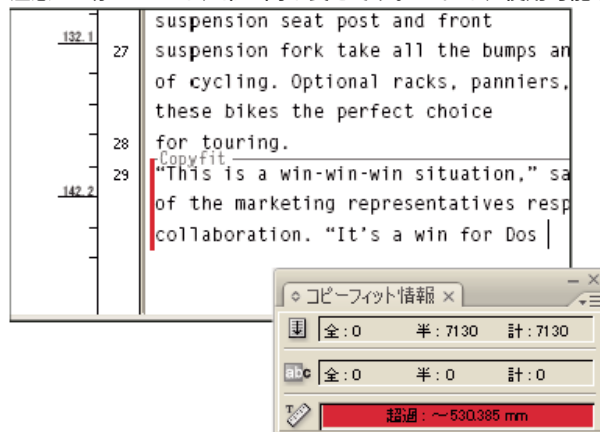 132.1
suspension seat post and front
27 suspension fork take all the bumps an
of cycling. Optional racks, panniers,
these bikes the perfect choice
28 for touring.
Copyfit
29 “This is a win-win-win situation,” sa
142.2
of the marketing representatives resp
collaboration. “It's a win for Dos
コピーフィット情報 ×
全:0 半:7130 計:7130
abc 全:0 半:0 計:0
超過:～530.385 mm